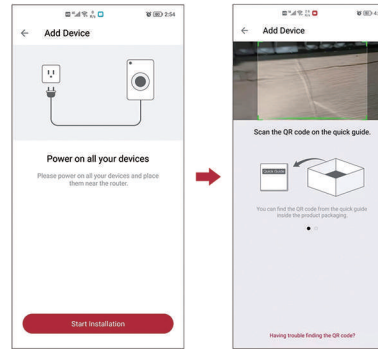 2:54
Add Device
Power on all your devices
Please power on all your devices and place
them near the router.
Start Installation
Add Device
Scan the QR code on the quick guide.
Quick Guide
You can find the QR code from the quick guide
inside the product packaging.
Having trouble finding the QR code?